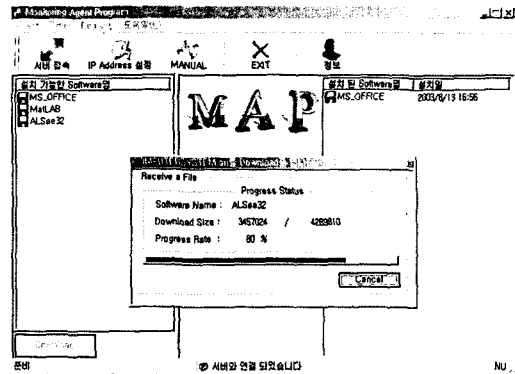 Monitoring Agent Program
서버 접속 IP Address 설정 MANUAL EXIT 정보
설치 가능한 Software명
MS_OFFICE
MatLAB
ALSee32
MAP
설치 된 Software명 설치일
MS_OFFICE 2003/6/13 16:56
Receive a File
Progress Status
Software Name : ALSee32
Download Size : 3457024 / 4289810
Progress Rate : 80 %
Cancel
준비 서버와 연결 되었습니다 NU